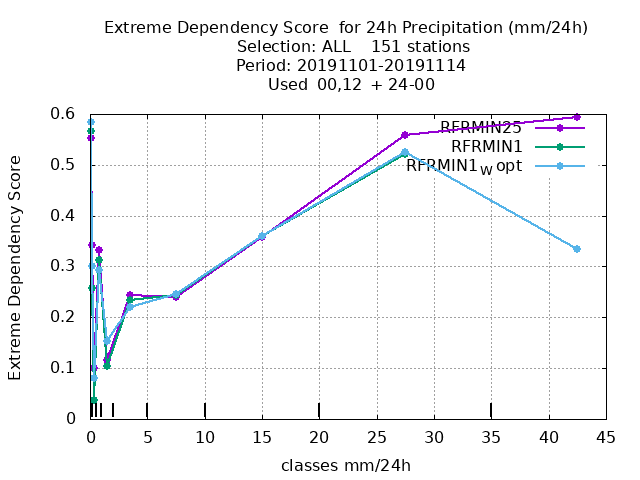 Extreme Dependency Score  for 24h Precipitation (mm/24h)
Selection: ALL    151 stations
Period: 20191101-20191114
Used  00,12  + 24-00
Extreme Dependency Score
0.6
0.5
0.4
0.3
0.2
0.1
0
RFRMIN25
RFRMIN1
RFRMIN1w opt
0 5 10 15 20 25 30 35 40 45
classes mm/24h